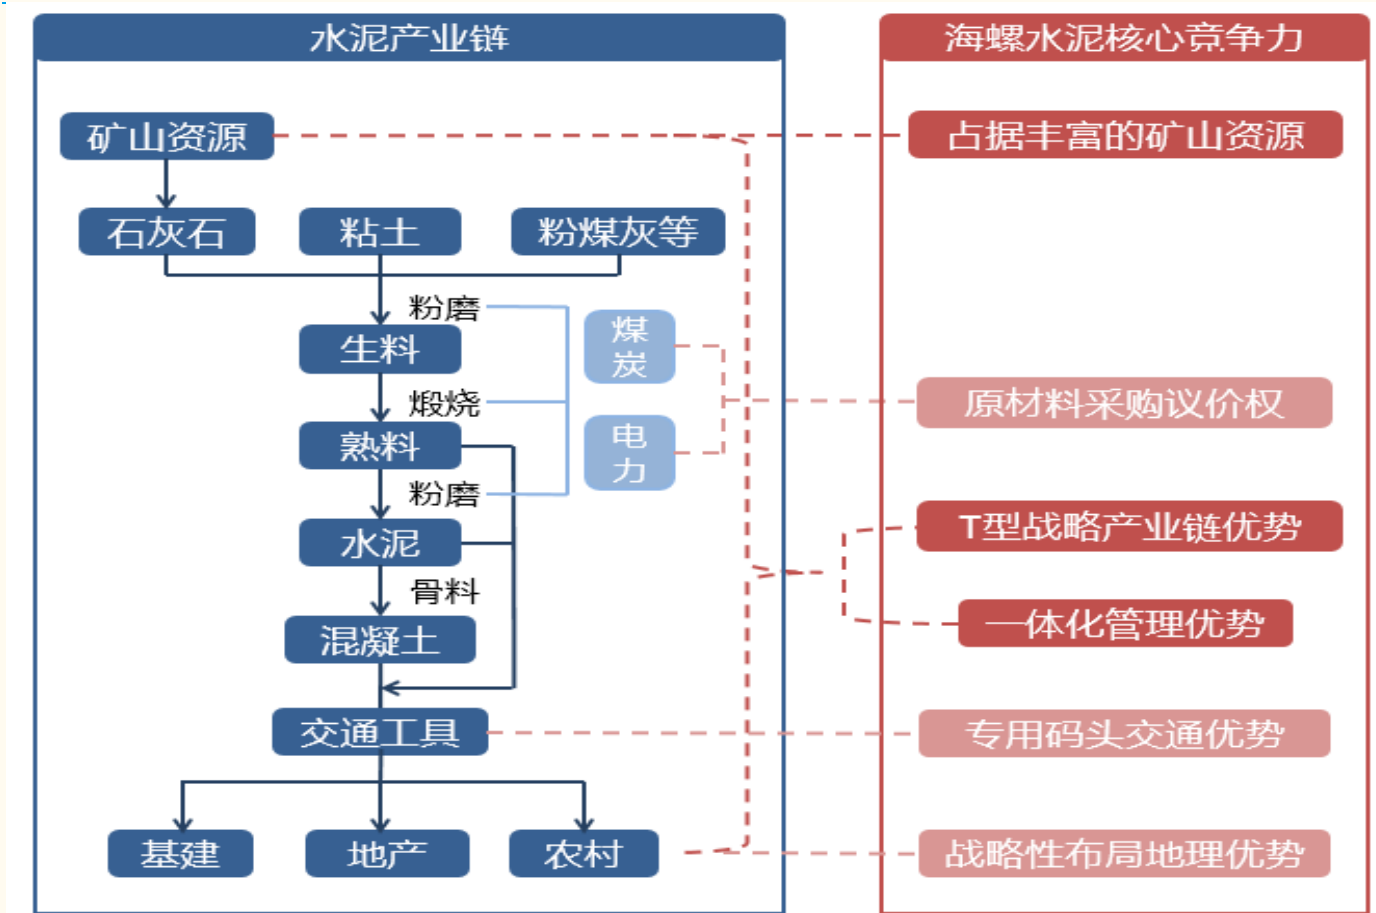 水泥产业链
海螺水泥核心竞争力
矿山资源
占据丰富的矿山资源
石灰石
粘土
粉煤灰等
粉磨
生料
煤
炭
煅烧
原材料采购议价权
熟料
电
力
粉磨
水泥
T型战略产业链优势
骨料
混凝土
一体化管理优势
交通工具
专用码头交通优势
基建
地产
农村
战略性布局地理优势